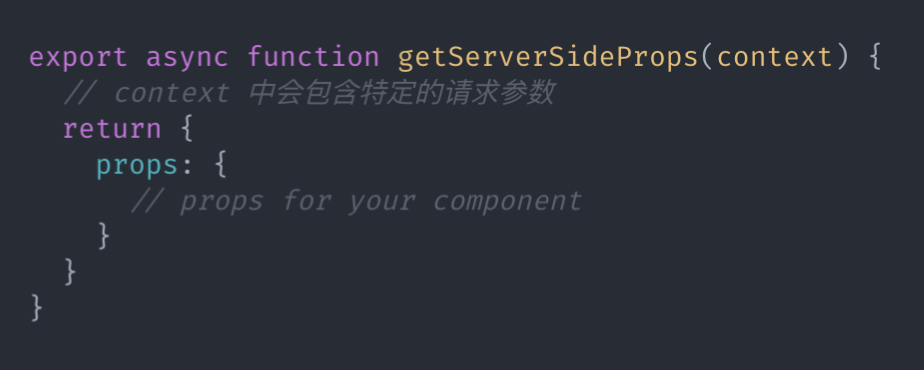 export async function getServerSideProps(context) {
  // context 中会包含特定的请求参数
  return {
    props: {
      // props for your component
    }
  }
}